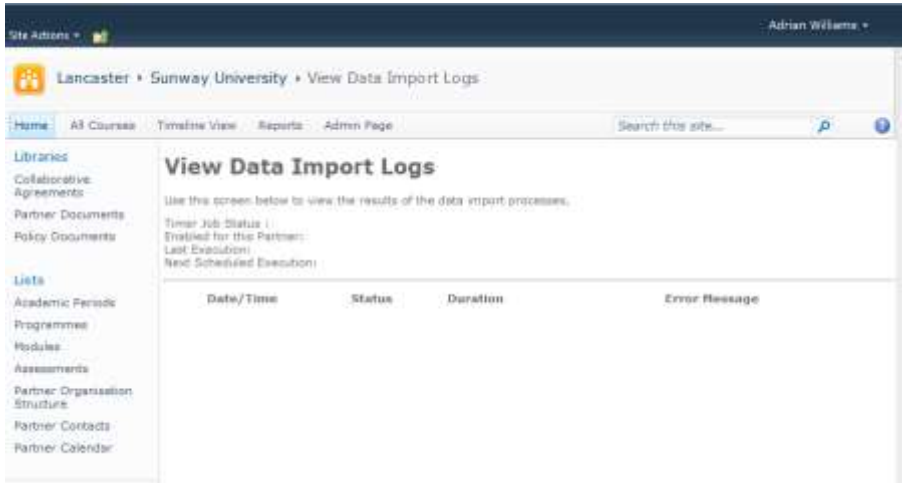 Site Actions
Adrian Williams
Lancaster ▸ Sunway University ▸ View Data Import Logs
Home All Courses Timeline View Reports Admin Page
Search this site...
Libraries
Collaborative
Agreements
Partner Documents
Policy Documents
Lists
Academic Periods
Programmes
Modules
Assessments
Partner Organisation
Structure
Partner Contacts
Partner Calendar
View Data Import Logs
Use this screen below to view the results of the data import processes.
Timer Job Status :
Enabled for this Partner:
Last Execution:
Next Scheduled Execution:
Date/Time Status Duration Error Message